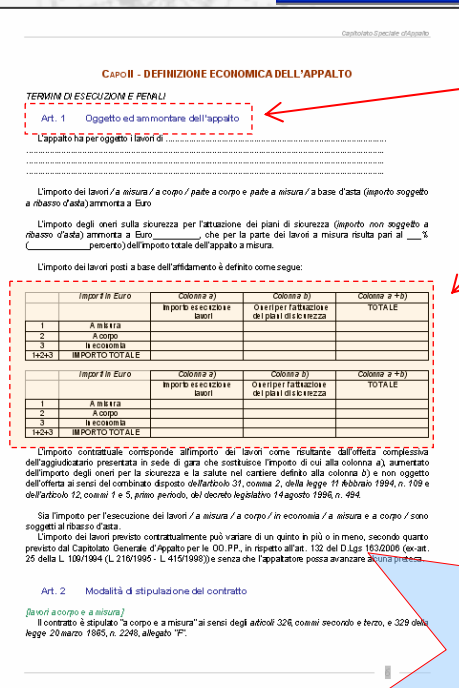 Capitolato Speciale d'Appalto
CAPO II - DEFINIZIONE ECONOMICA DELL'APPALTO
TERMINI DI ESECUZIONI E PENALI
Art. 1 Oggetto ed ammontare dell'appalto
L'appalto ha per oggetto i lavori di ....................................................................................
........................................................................................................................................
........................................................................................................................................
........................................................................................................................................
L'importo dei lavori / a misura / a corpo / parte a corpo e parte a misura / a base d'asta (importo soggetto
a ribasso d'asta) ammonta a Euro
L'importo degli oneri sulla sicurezza per l'attuazione dei piani di sicurezza (importo non soggetto a
ribasso d'asta) ammonta a Euro__________, che per la parte dei lavori a misura risulta pari al ___%
(_____________percento) dell'importo totale dell'appalto a misura.
L'importo dei lavori posti a base dell'affidamento è definito come segue:
Importi in Euro Colonna a) Colonna b) Colonna a + b)
Importo esecuzione lavori Oneri per l'attuazione dei piani di sicurezza TOTALE
1 A misura
2 A corpo
3 In economia
1+2+3 IMPORTO TOTALE
Importi in Euro Colonna a) Colonna b) Colonna a + b)
Importo esecuzione lavori Oneri per l'attuazione dei piani di sicurezza TOTALE
1 A misura
2 A corpo
3 In economia
1+2+3 IMPORTO TOTALE
L'importo contrattuale corrisponde all'importo dei lavori come risultante dall'offerta complessiva
dell'aggiudicatario presentata in sede di gara che sostituisce l'importo di cui alla colonna a), aumentato
dell'importo degli oneri per la sicurezza e la salute nel cantiere definito alla colonna b) e non oggetto
dell'offerta ai sensi del combinato disposto dell'articolo 31, comma 2, della legge 11 febbraio 1994, n. 109 e
dell'articolo 12, commi 1 e 5, primo periodo, del decreto legislativo 14 agosto 1996, n. 494.
Sia l'importo per l'esecuzione dei lavori / a misura / a corpo / in economia / a misura e a corpo / sono
soggetti al ribasso d'asta.
L'importo dei lavori previsto contrattualmente può variare di un quinto in più o in meno, secondo quanto
previsto dal Capitolato Generale d'Appalto per le OO.PP., in rispetto all'art. 132 del D.Lgs 163/2006 (ex-art.
25 della L. 109/1994 (L 216/1995 - L 415/1998)) e senza che l'appaltatore possa avanzare alcuna pretesa.
Art. 2 Modalità di stipulazione del contratto
[lavori a corpo e a misura]
Il contratto è stipulato "a corpo e a misura" ai sensi degli articoli 326, commi secondo e terzo, e 329 della
legge 20 marzo 1865, n. 2248, allegato "F".